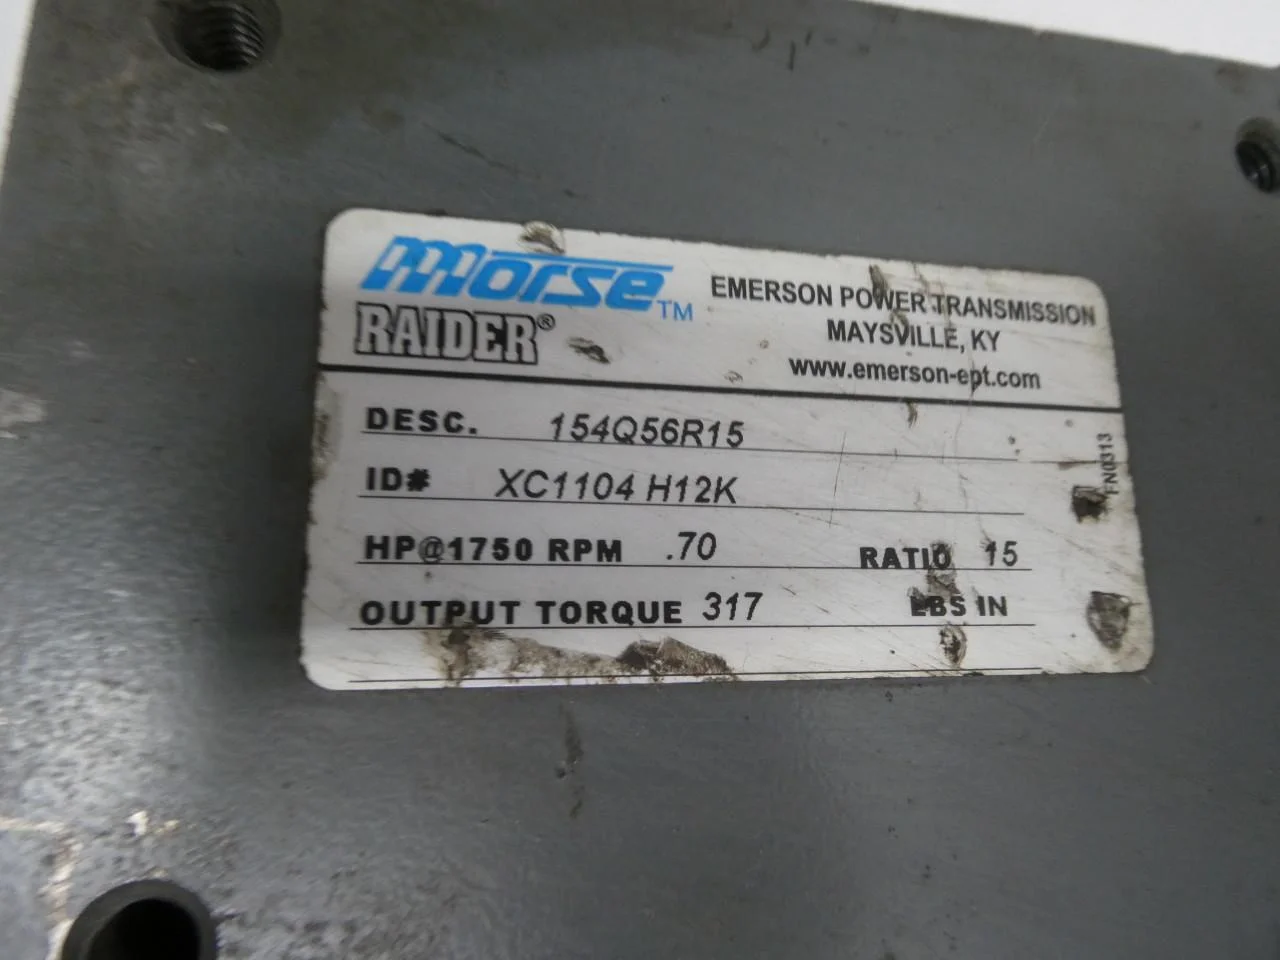 morse™
RAIDER®
EMERSON POWER TRANSMISSION
MAYSVILLE, KY
www.emerson-ept.com
DESC. 154Q56R15
ID# XC1104 H12K
HP@1750 RPM .70 RATIO 15
OUTPUT TORQUE 317 LBS IN
FN0313